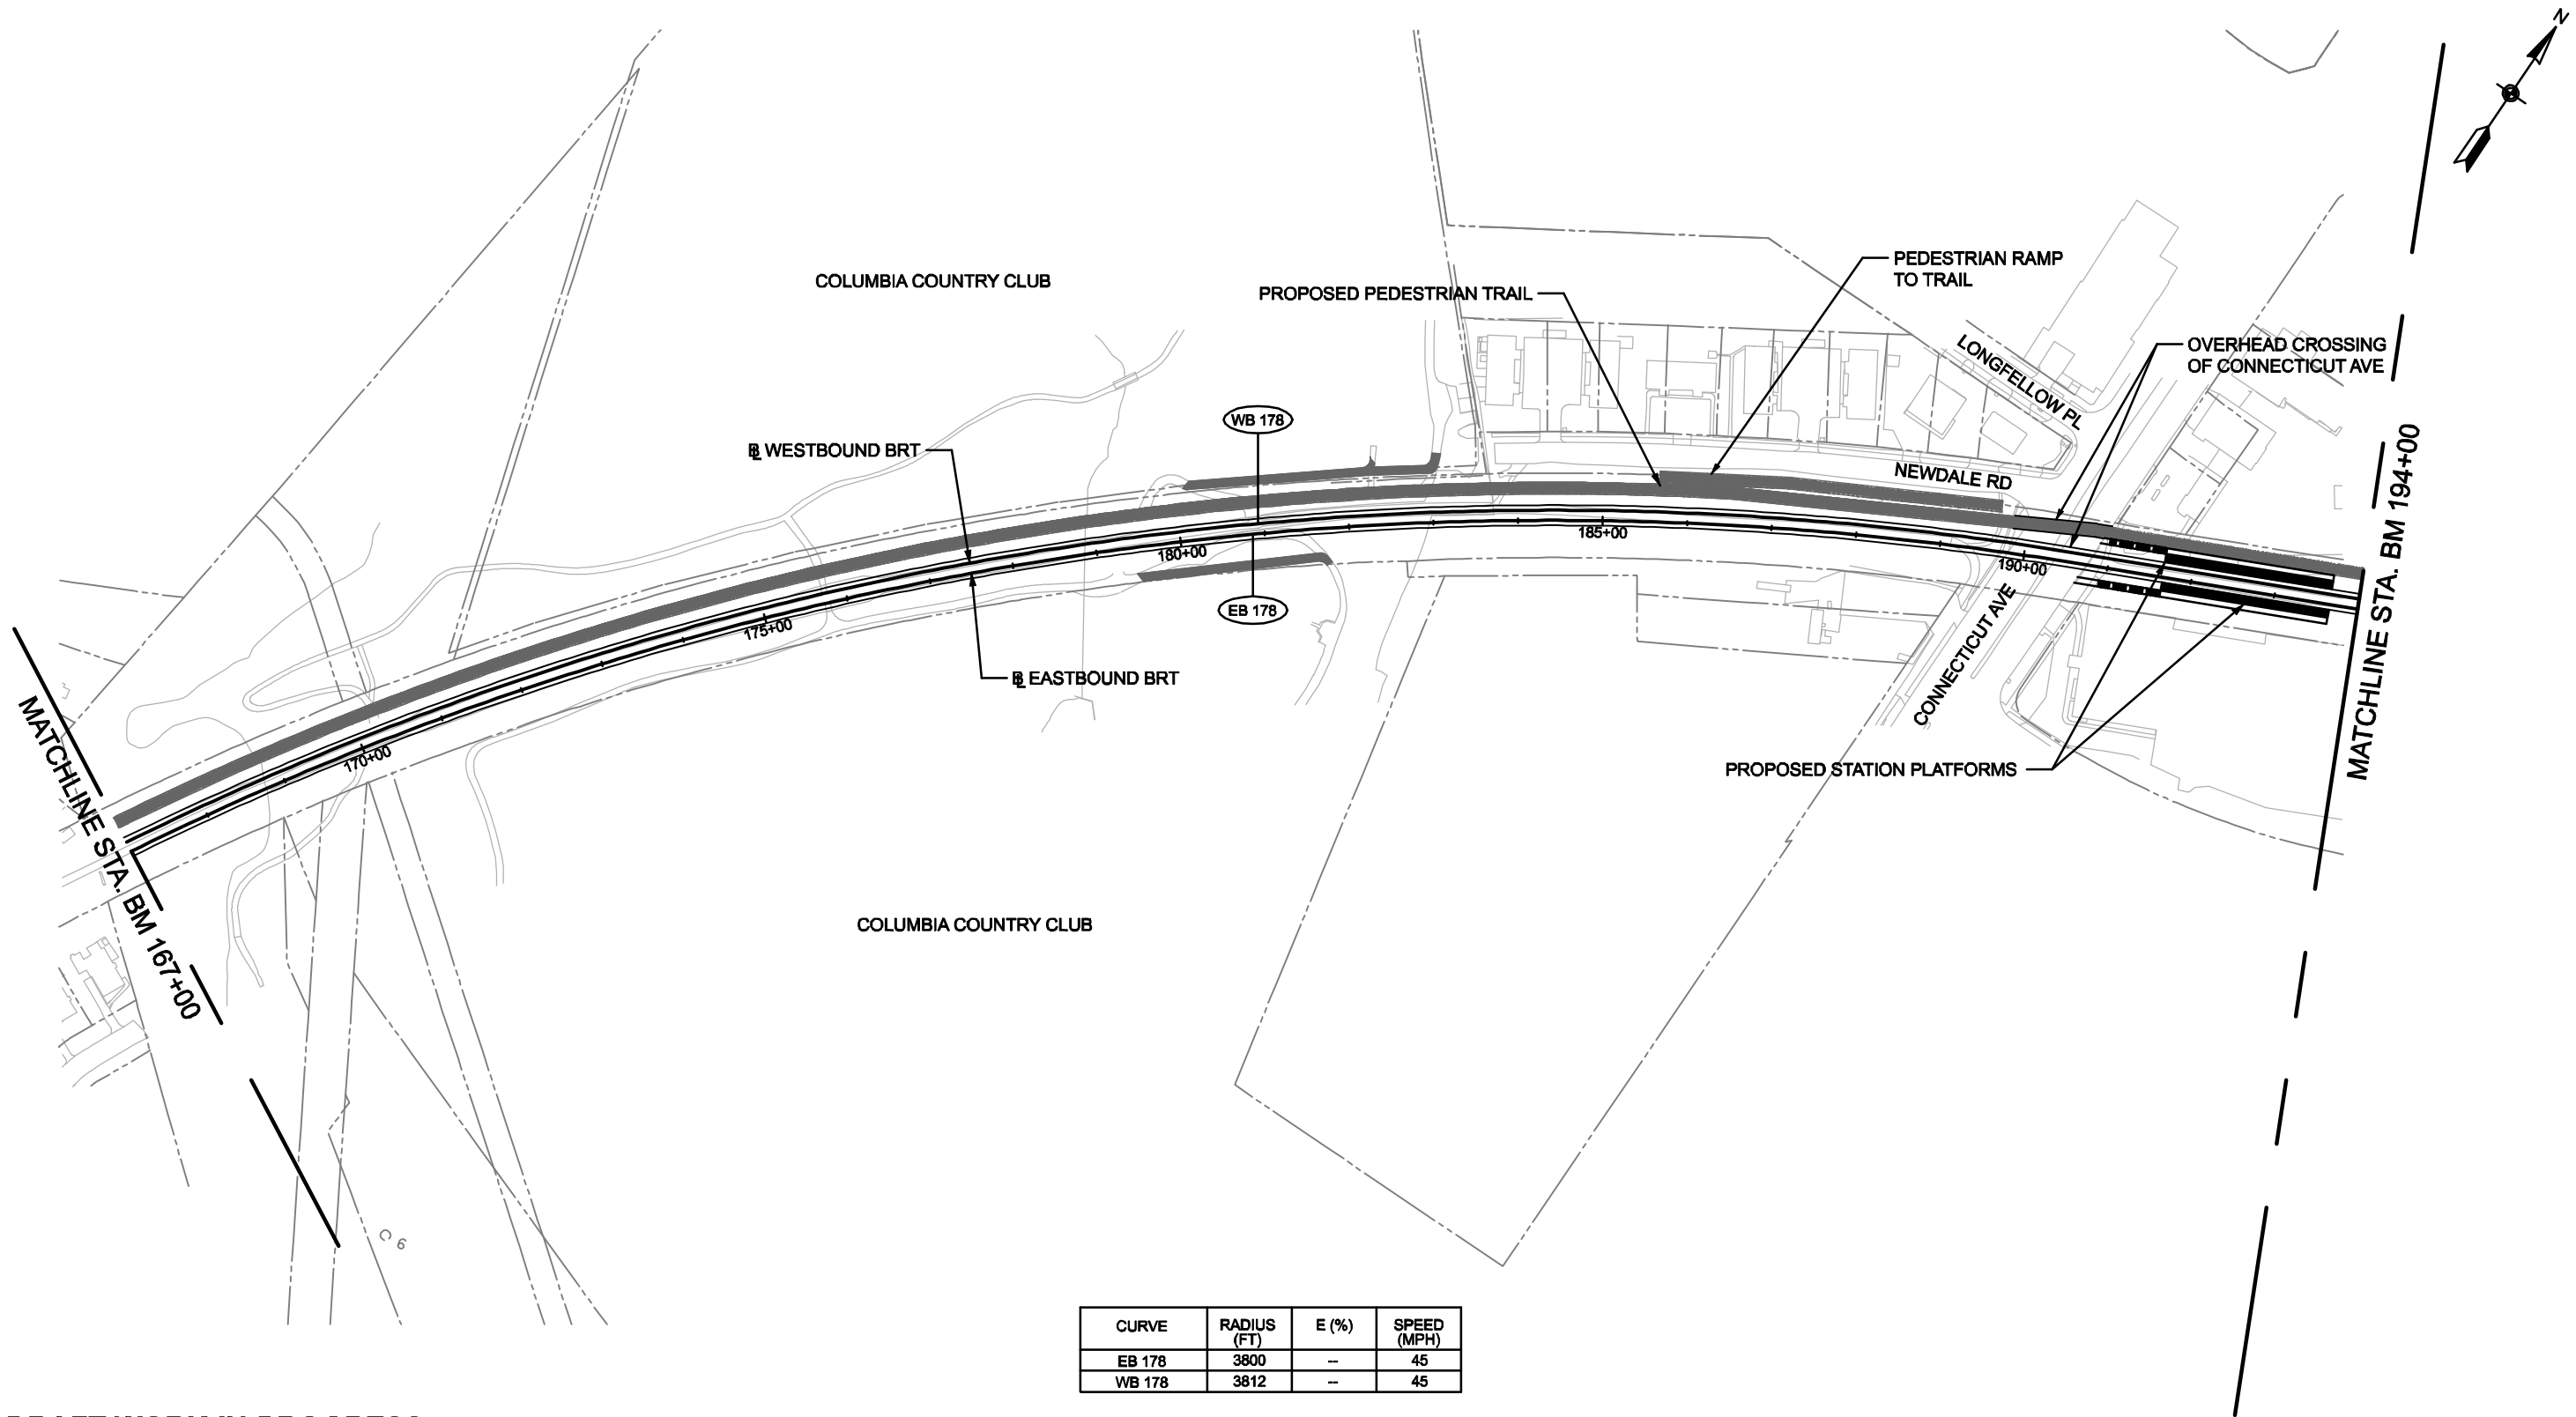 N
COLUMBIA COUNTRY CLUB
PROPOSED PEDESTRIAN TRAIL
PEDESTRIAN RAMP
TO TRAIL
OVERHEAD CROSSING
OF CONNECTICUT AVE
LONGFELLOW PL
NEWDALE RD
WB 178
BL WESTBOUND BRT
EB 178
BL EASTBOUND BRT
170+00
175+00
180+00
185+00
190+00
CONNECTICUT AVE
PROPOSED STATION PLATFORMS
MATCHLINE STA. BM 167+00
MATCHLINE STA. BM 194+00
COLUMBIA COUNTRY CLUB
C 6
CURVE RADIUS (FT) E (%) SPEED (MPH)
EB 178 3800 -- 45
WB 178 3812 -- 45